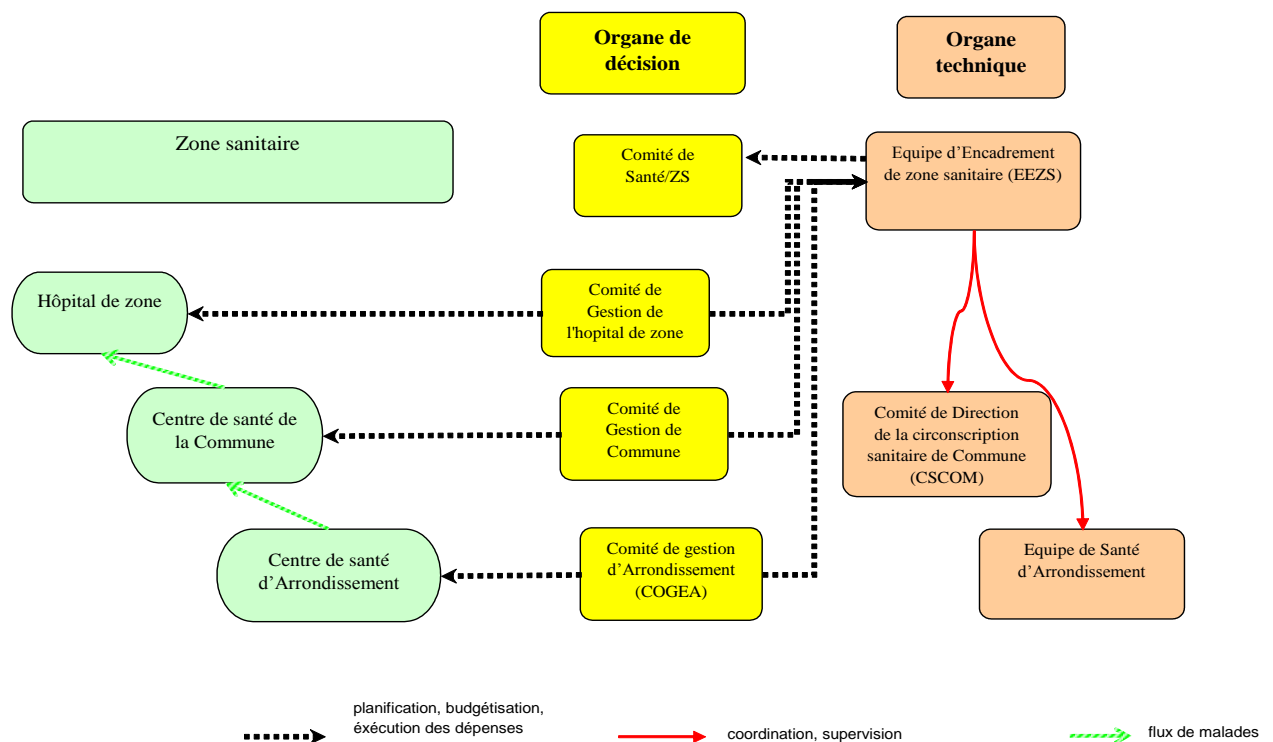 Organe de
décision
Organe
technique
Zone sanitaire
Comité de
Santé/ZS
Equipe d'Encadrement
de zone sanitaire (EEZS)
Hôpital de zone
Comité de
Gestion de
l'hopital de zone
Centre de santé de
la Commune
Comité de
Gestion de
Commune
Comité de Direction
de la circonscription
sanitaire de Commune
(CSCOM)
Centre de santé
d'Arrondissement
Comité de gestion
d'Arrondissement
(COGEA)
Equipe de Santé
d'Arrondissement
planification, budgétisation,
éxécution des dépenses
coordination, supervision
flux de malades